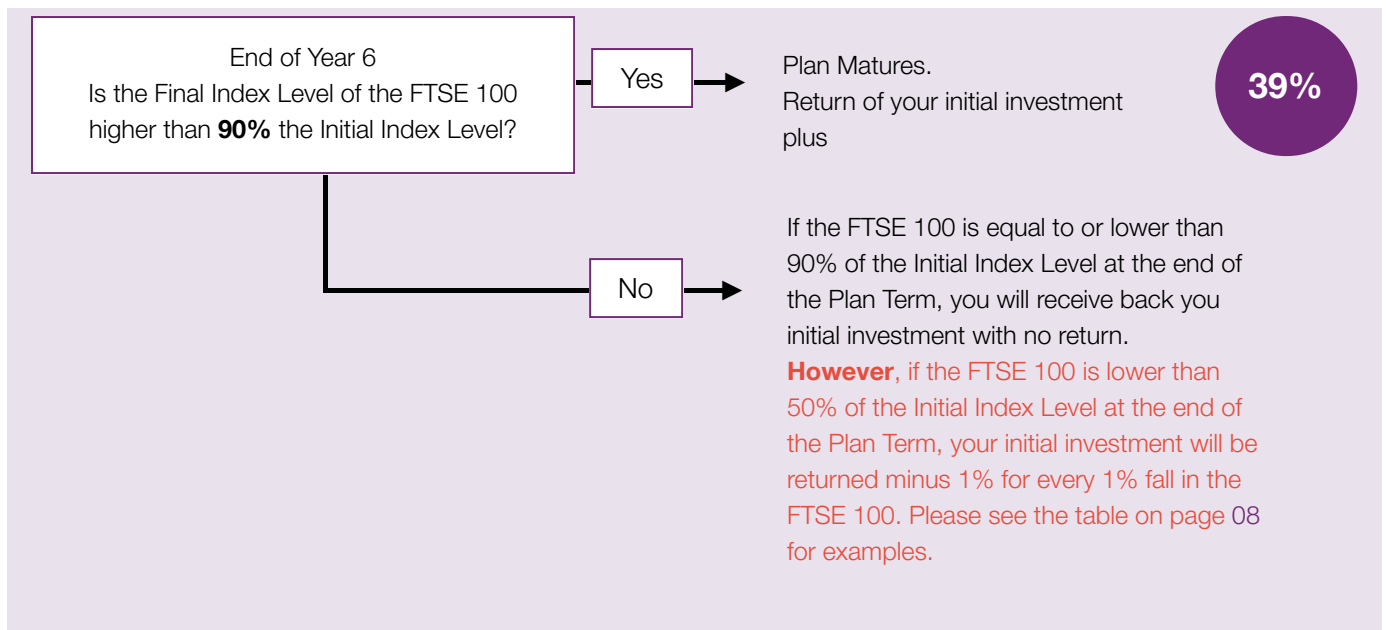 End of Year 6
Is the Final Index Level of the FTSE 100
higher than 90% the Initial Index Level?
Yes
Plan Matures.
Return of your initial investment
plus
39%
No
If the FTSE 100 is equal to or lower than
90% of the Initial Index Level at the end of
the Plan Term, you will receive back you
initial investment with no return.
However, if the FTSE 100 is lower than
50% of the Initial Index Level at the end of
the Plan Term, your initial investment will be
returned minus 1% for every 1% fall in the
FTSE 100. Please see the table on page 08
for examples.